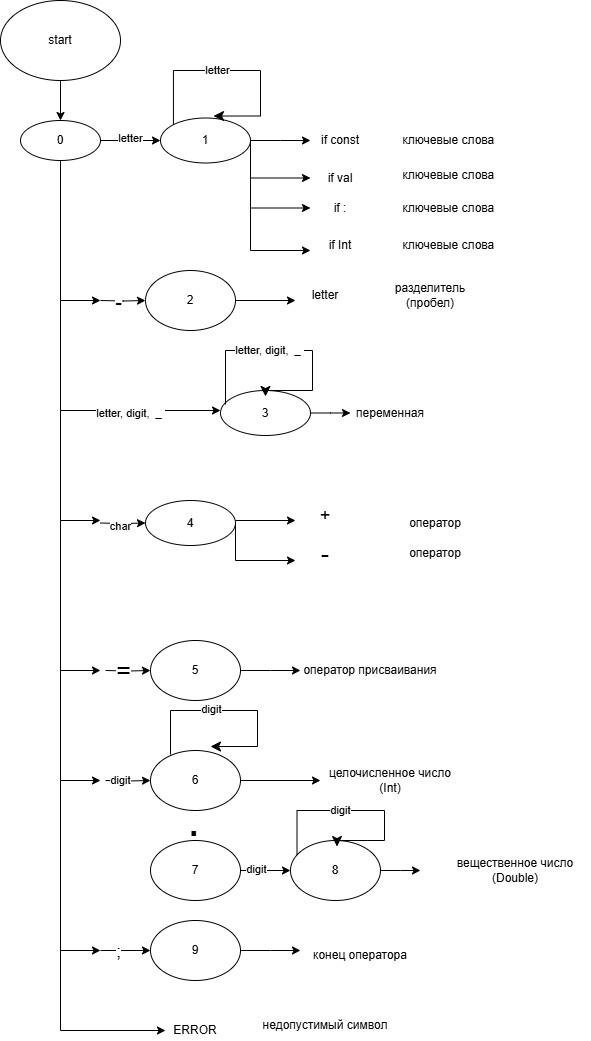 start
letter
0
letter
1
if const
ключевые слова
if val
ключевые слова
if :
ключевые слова
if Int
ключевые слова
-
2
letter
разделитель
(пробел)
letter, digit, _
letter, digit, _
3
переменная
char
4
+
оператор
-
оператор
=
5
оператор присваивания
digit
digit
6
целочисленное число
(Int)
.
digit
7
digit
8
вещественное число
(Double)
;
9
конец оператора
ERROR
недопустимый символ